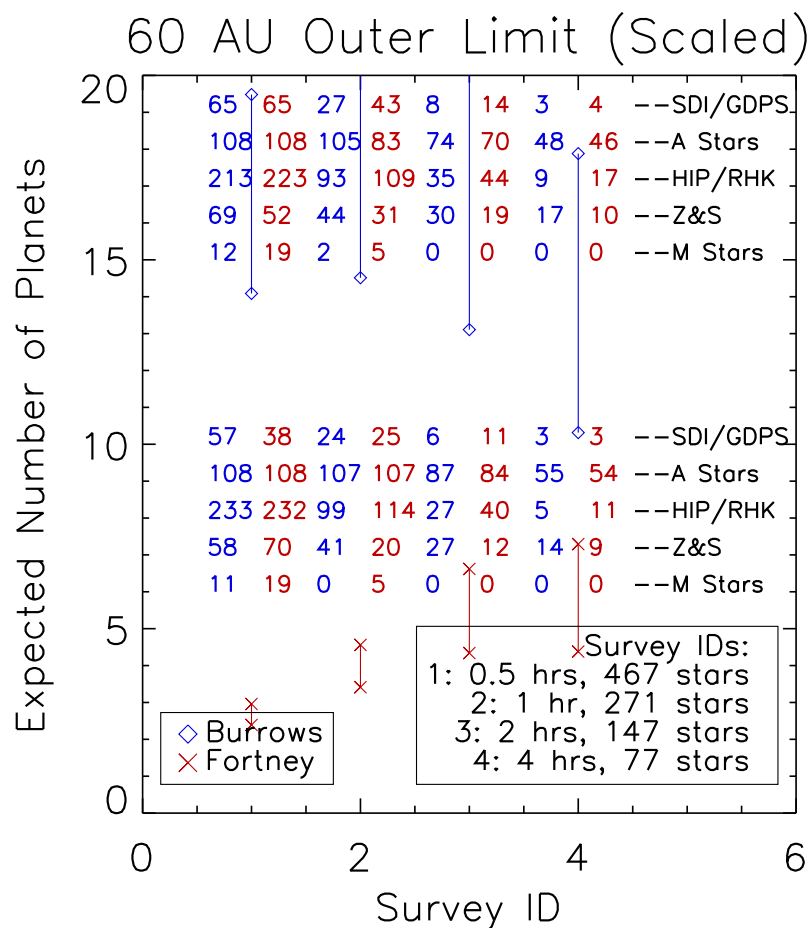 60 AU Outer Limit (Scaled)
Expected Number of Planets
20
15
10
5
0
65 65 27 43 8 14 3 4 --SDI/GDPS
108 108 105 83 74 70 48 46 --A Stars
213 223 93 109 35 44 9 17 --HIP/RHK
69 52 44 31 30 19 17 10 --Z&S
12 19 2 5 0 0 0 0 --M Stars
57 38 24 25 6 11 3 3 --SDI/GDPS
108 108 107 107 87 84 55 54 --A Stars
233 232 99 114 27 40 5 11 --HIP/RHK
58 70 41 20 27 12 14 9 --Z&S
11 19 0 5 0 0 0 0 --M Stars
Survey IDs:
1: 0.5 hrs, 467 stars
2: 1 hr, 271 stars
3: 2 hrs, 147 stars
4: 4 hrs, 77 stars
Burrows
Fortney
0 2 4 6
Survey ID